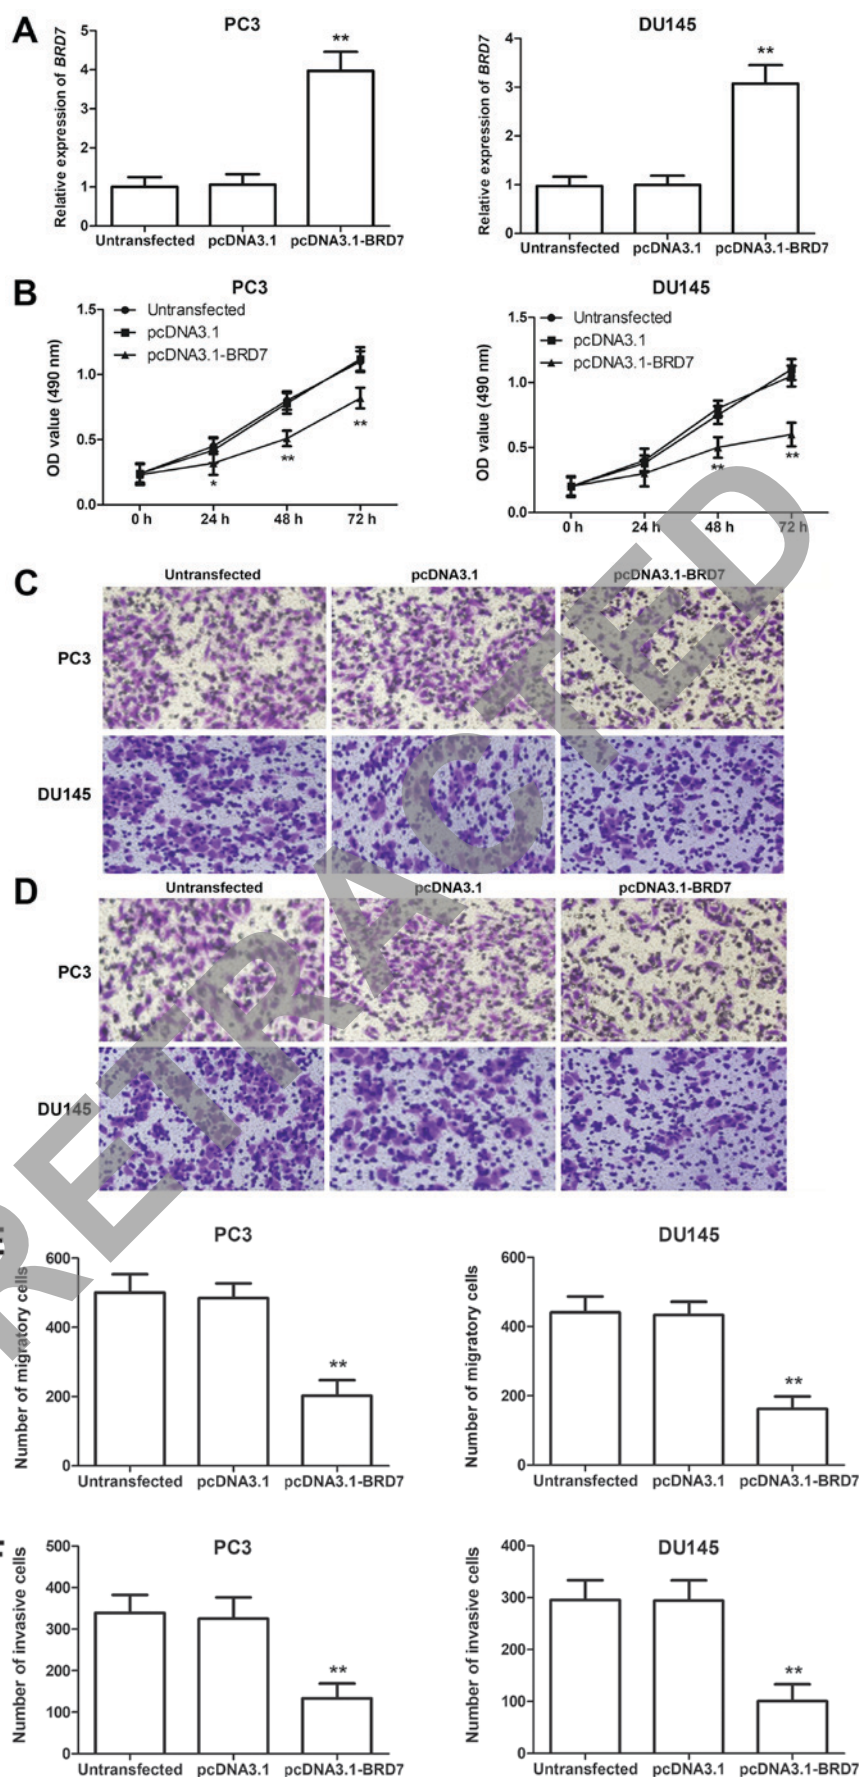 A
PC3
DU145
Relative expression of BRD7
5
4
3
2
1
0
**
Untransfected
pcDNA3.1
pcDNA3.1-BRD7
Relative expression of BRD7
4
3
2
1
0
**
Untransfected
pcDNA3.1
pcDNA3.1-BRD7
B
PC3
DU145
OD value (490 nm)
1.5
1.0
0.5
0.0
Untransfected
pcDNA3.1
pcDNA3.1-BRD7
*
**
**
0 h
24 h
48 h
72 h
OD value (490 nm)
1.5
1.0
0.5
0.0
Untransfected
pcDNA3.1
pcDNA3.1-BRD7
**
**
0 h
24 h
48 h
72 h
C
Untransfected
pcDNA3.1
pcDNA3.1-BRD7
PC3
DU145
D
Untransfected
pcDNA3.1
pcDNA3.1-BRD7
PC3
DU145
RETRACTED
PC3
DU145
Number of migratory cells
600
400
200
0
**
Untransfected
pcDNA3.1
pcDNA3.1-BRD7
Number of migratory cells
600
400
200
0
**
Untransfected
pcDNA3.1
pcDNA3.1-BRD7
PC3
DU145
Number of invasive cells
500
400
300
200
100
0
**
Untransfected
pcDNA3.1
pcDNA3.1-BRD7
Number of invasive cells
400
300
200
100
0
**
Untransfected
pcDNA3.1
pcDNA3.1-BRD7